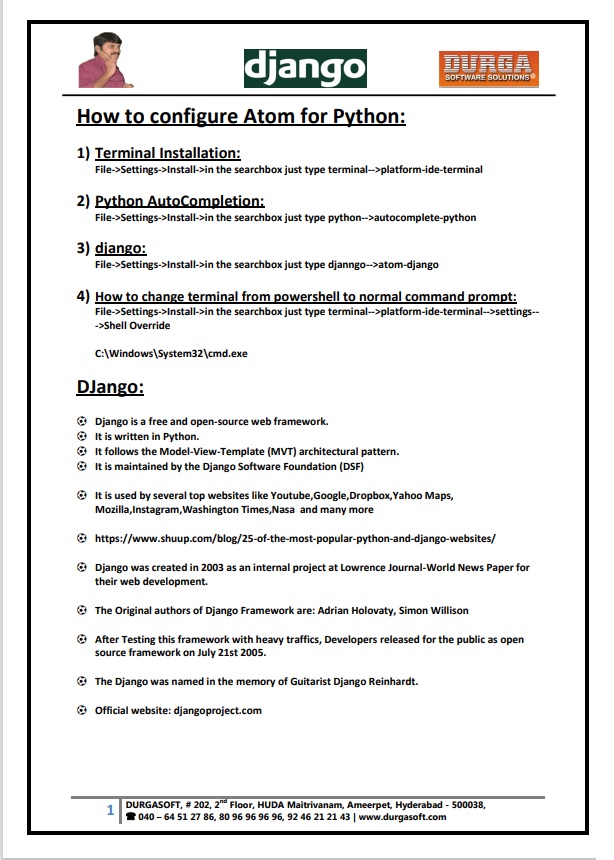 django
DURGA
SOFTWARE SOLUTIONS®
How to configure Atom for Python:
1) Terminal Installation:
File->Settings->Install->in the searchbox just type terminal-->platform-ide-terminal
2) Python AutoCompletion:
File->Settings->Install->in the searchbox just type python-->autocomplete-python
3) django:
File->Settings->Install->in the searchbox just type djanngo-->atom-django
4) How to change terminal from powershell to normal command prompt:
File->Settings->Install->in the searchbox just type terminal-->platform-ide-terminal-->settings--
->Shell Override
C:\Windows\System32\cmd.exe
DJango:
Django is a free and open-source web framework.
It is written in Python.
It follows the Model-View-Template (MVT) architectural pattern.
It is maintained by the Django Software Foundation (DSF)
It is used by several top websites like Youtube,Google,Dropbox,Yahoo Maps,
Mozilla,Instagram,Washington Times,Nasa and many more
https://www.shuup.com/blog/25-of-the-most-popular-python-and-django-websites/
Django was created in 2003 as an internal project at Lowrence Journal-World News Paper for
their web development.
The Original authors of Django Framework are: Adrian Holovaty, Simon Willison
After Testing this framework with heavy traffics, Developers released for the public as open
source framework on July 21st 2005.
The Django was named in the memory of Guitarist Django Reinhardt.
Official website: djangoproject.com
1
DURGASOFT, # 202, 2nd Floor, HUDA Maitrivanam, Ameerpet, Hyderabad - 500038,
☎ 040 – 64 51 27 86, 80 96 96 96 96, 92 46 21 21 43 | www.durgasoft.com